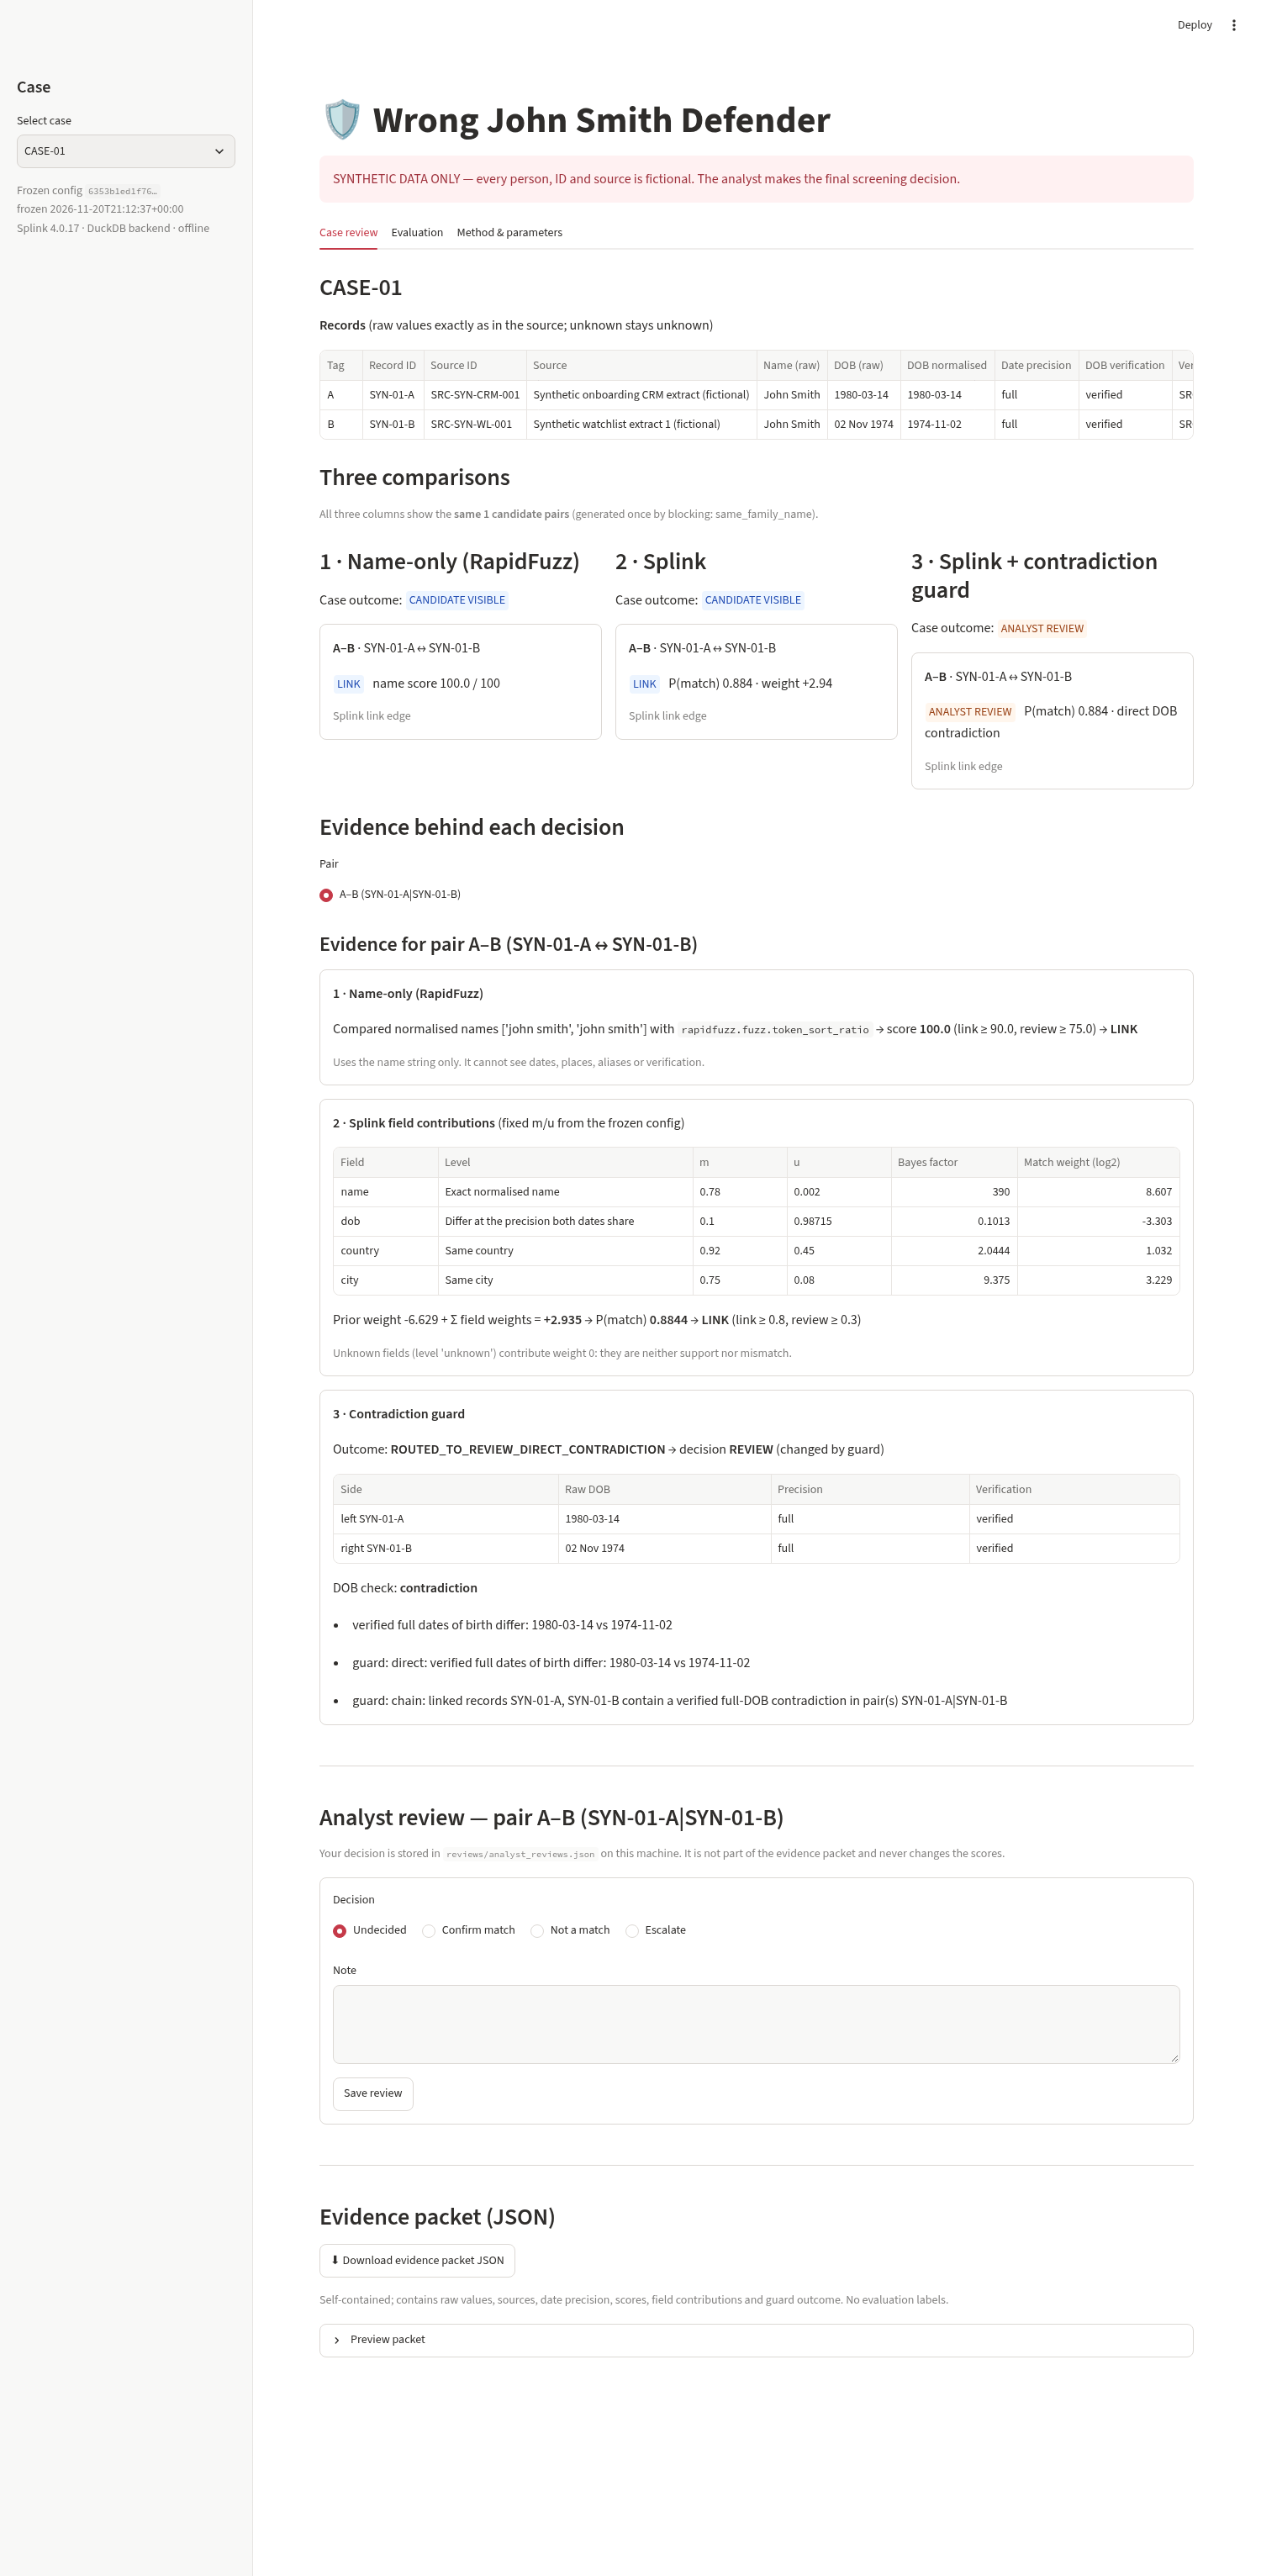 Deploy
Case
Select case
CASE-01
Frozen config 6353b1ed1f76…
frozen 2026-11-20T21:12:37+00:00
Splink 4.0.17 · DuckDB backend · offline
Wrong John Smith Defender
SYNTHETIC DATA ONLY — every person, ID and source is fictional. The analyst makes the final screening decision.
Case review Evaluation Method & parameters
CASE-01
Records (raw values exactly as in the source; unknown stays unknown)
Tag Record ID Source ID Source Name (raw) DOB (raw) DOB normalised Date precision DOB verification Ver
A SYN-01-A SRC-SYN-CRM-001 Synthetic onboarding CRM extract (fictional) John Smith 1980-03-14 1980-03-14 full verified SR
B SYN-01-B SRC-SYN-WL-001 Synthetic watchlist extract 1 (fictional) John Smith 02 Nov 1974 1974-11-02 full verified SR
Three comparisons
All three columns show the same 1 candidate pairs (generated once by blocking: same_family_name).
1 · Name-only (RapidFuzz)
Case outcome: CANDIDATE VISIBLE
A–B · SYN-01-A ↔ SYN-01-B
LINK name score 100.0 / 100
Splink link edge
2 · Splink
Case outcome: CANDIDATE VISIBLE
A–B · SYN-01-A ↔ SYN-01-B
LINK P(match) 0.884 · weight +2.94
Splink link edge
3 · Splink + contradiction
guard
Case outcome: ANALYST REVIEW
A–B · SYN-01-A ↔ SYN-01-B
ANALYST REVIEW P(match) 0.884 · direct DOB
contradiction
Splink link edge
Evidence behind each decision
Pair
A–B (SYN-01-A|SYN-01-B)
Evidence for pair A–B (SYN-01-A ↔ SYN-01-B)
1 · Name-only (RapidFuzz)
Compared normalised names ['john smith', 'john smith'] with rapidfuzz.fuzz.token_sort_ratio → score 100.0 (link ≥ 90.0, review ≥ 75.0) → LINK
Uses the name string only. It cannot see dates, places, aliases or verification.
2 · Splink field contributions (fixed m/u from the frozen config)
Field Level m u Bayes factor Match weight (log2)
name Exact normalised name 0.78 0.002 390 8.607
dob Differ at the precision both dates share 0.1 0.98715 0.1013 -3.303
country Same country 0.92 0.45 2.0444 1.032
city Same city 0.75 0.08 9.375 3.229
Prior weight -6.629 + Σ field weights = +2.935 → P(match) 0.8844 → LINK (link ≥ 0.8, review ≥ 0.3)
Unknown fields (level 'unknown') contribute weight 0: they are neither support nor mismatch.
3 · Contradiction guard
Outcome: ROUTED_TO_REVIEW_DIRECT_CONTRADICTION → decision REVIEW (changed by guard)
Side Raw DOB Precision Verification
left SYN-01-A 1980-03-14 full verified
right SYN-01-B 02 Nov 1974 full verified
DOB check: contradiction
• verified full dates of birth differ: 1980-03-14 vs 1974-11-02
• guard: direct: verified full dates of birth differ: 1980-03-14 vs 1974-11-02
• guard: chain: linked records SYN-01-A, SYN-01-B contain a verified full-DOB contradiction in pair(s) SYN-01-A|SYN-01-B
Analyst review — pair A–B (SYN-01-A|SYN-01-B)
Your decision is stored in reviews/analyst_reviews.json on this machine. It is not part of the evidence packet and never changes the scores.
Decision
Undecided Confirm match Not a match Escalate
Note
Save review
Evidence packet (JSON)
⬇ Download evidence packet JSON
Self-contained; contains raw values, sources, date precision, scores, field contributions and guard outcome. No evaluation labels.
Preview packet